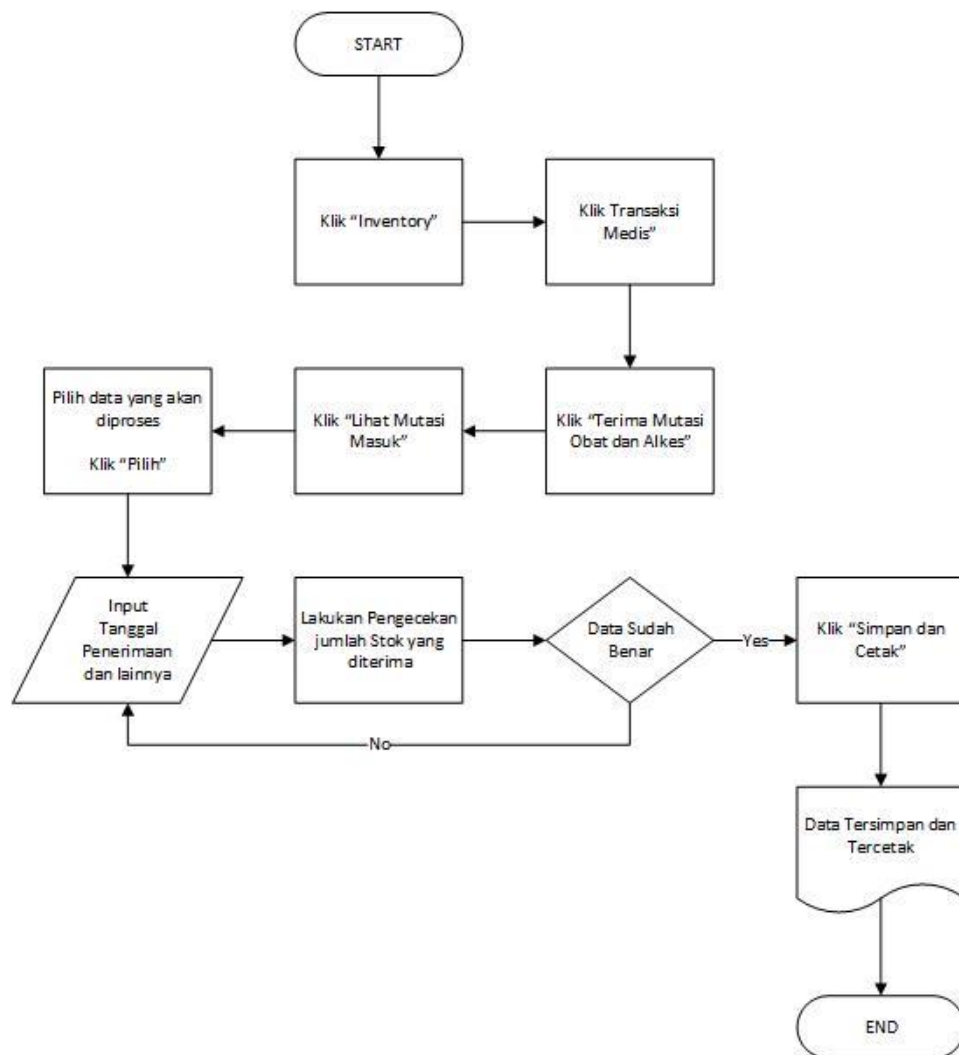 START
Klik “Inventory”
Klik Transaksi
Medis”
Klik “Terima Mutasi
Obat dan Alkes”
Klik “Lihat Mutasi
Masuk”
Pilih data yang akan
diproses
Klik “Pilih”
Input
Tanggal
Penerimaan
dan lainnya
Lakukan Pengecekan
jumlah Stok yang
diterima
Data Sudah
Benar
Yes
No
Klik “Simpan dan
Cetak”
Data Tersimpan dan
Tercetak
END